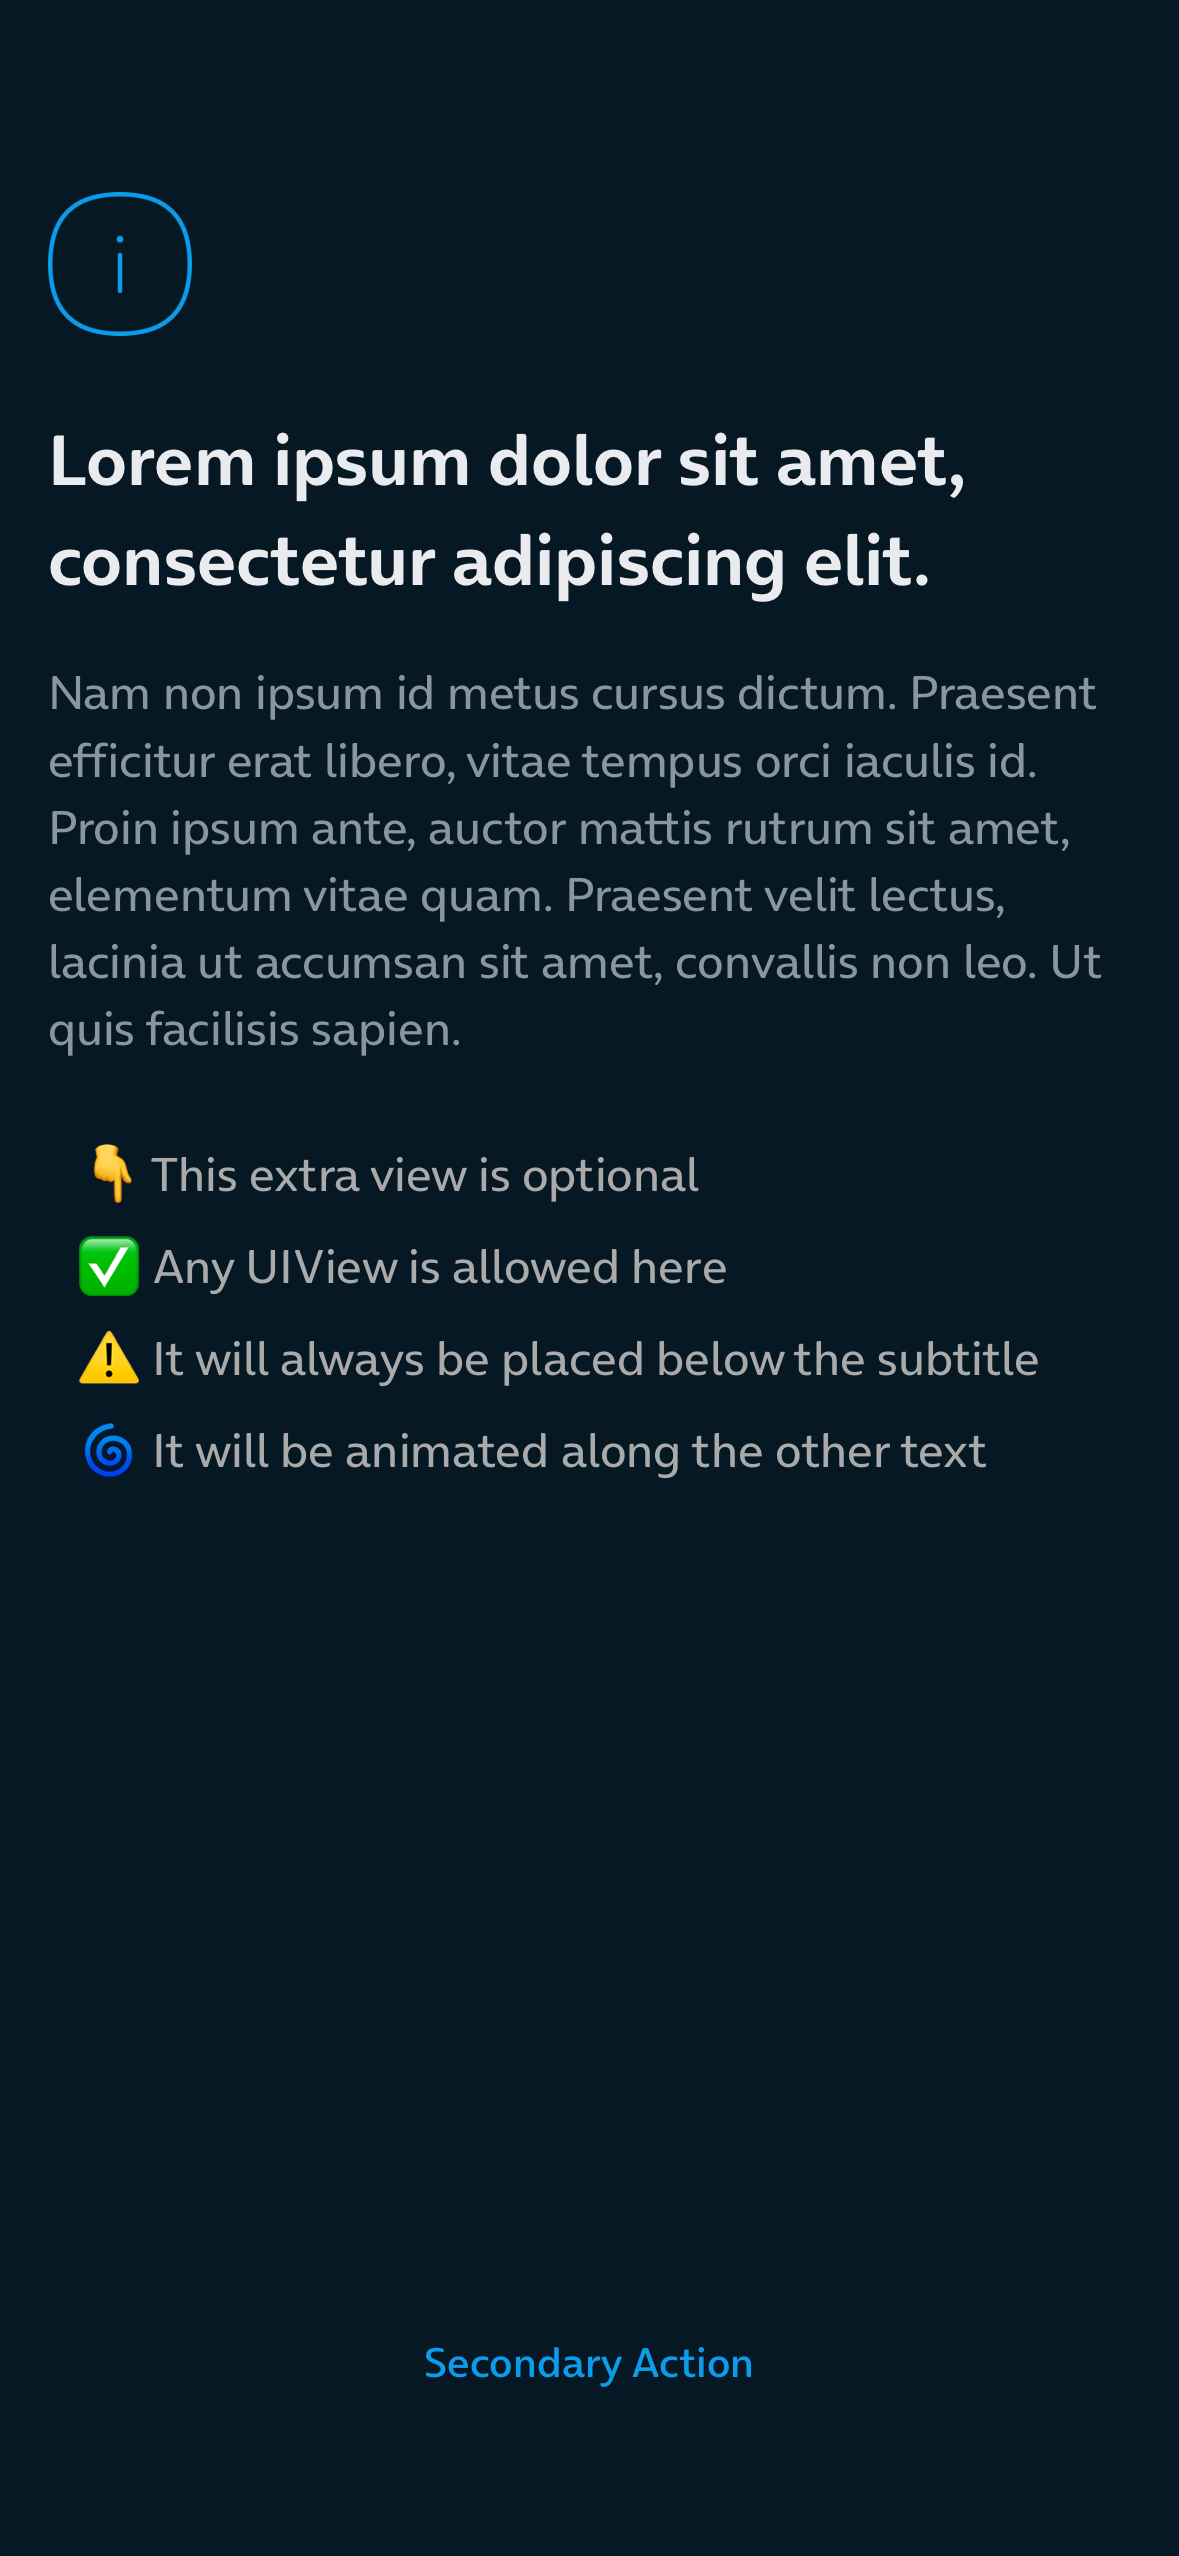 Lorem ipsum dolor sit amet,
consectetur adipiscing elit.
Nam non ipsum id metus cursus dictum. Praesent
efficitur erat libero, vitae tempus orci iaculis id.
Proin ipsum ante, auctor mattis rutrum sit amet,
elementum vitae quam. Praesent velit lectus,
lacinia ut accumsan sit amet, convallis non leo. Ut
quis facilisis sapien.
👇 This extra view is optional
✅ Any UIView is allowed here
⚠️ It will always be placed below the subtitle
🌀 It will be animated along the other text
Secondary Action